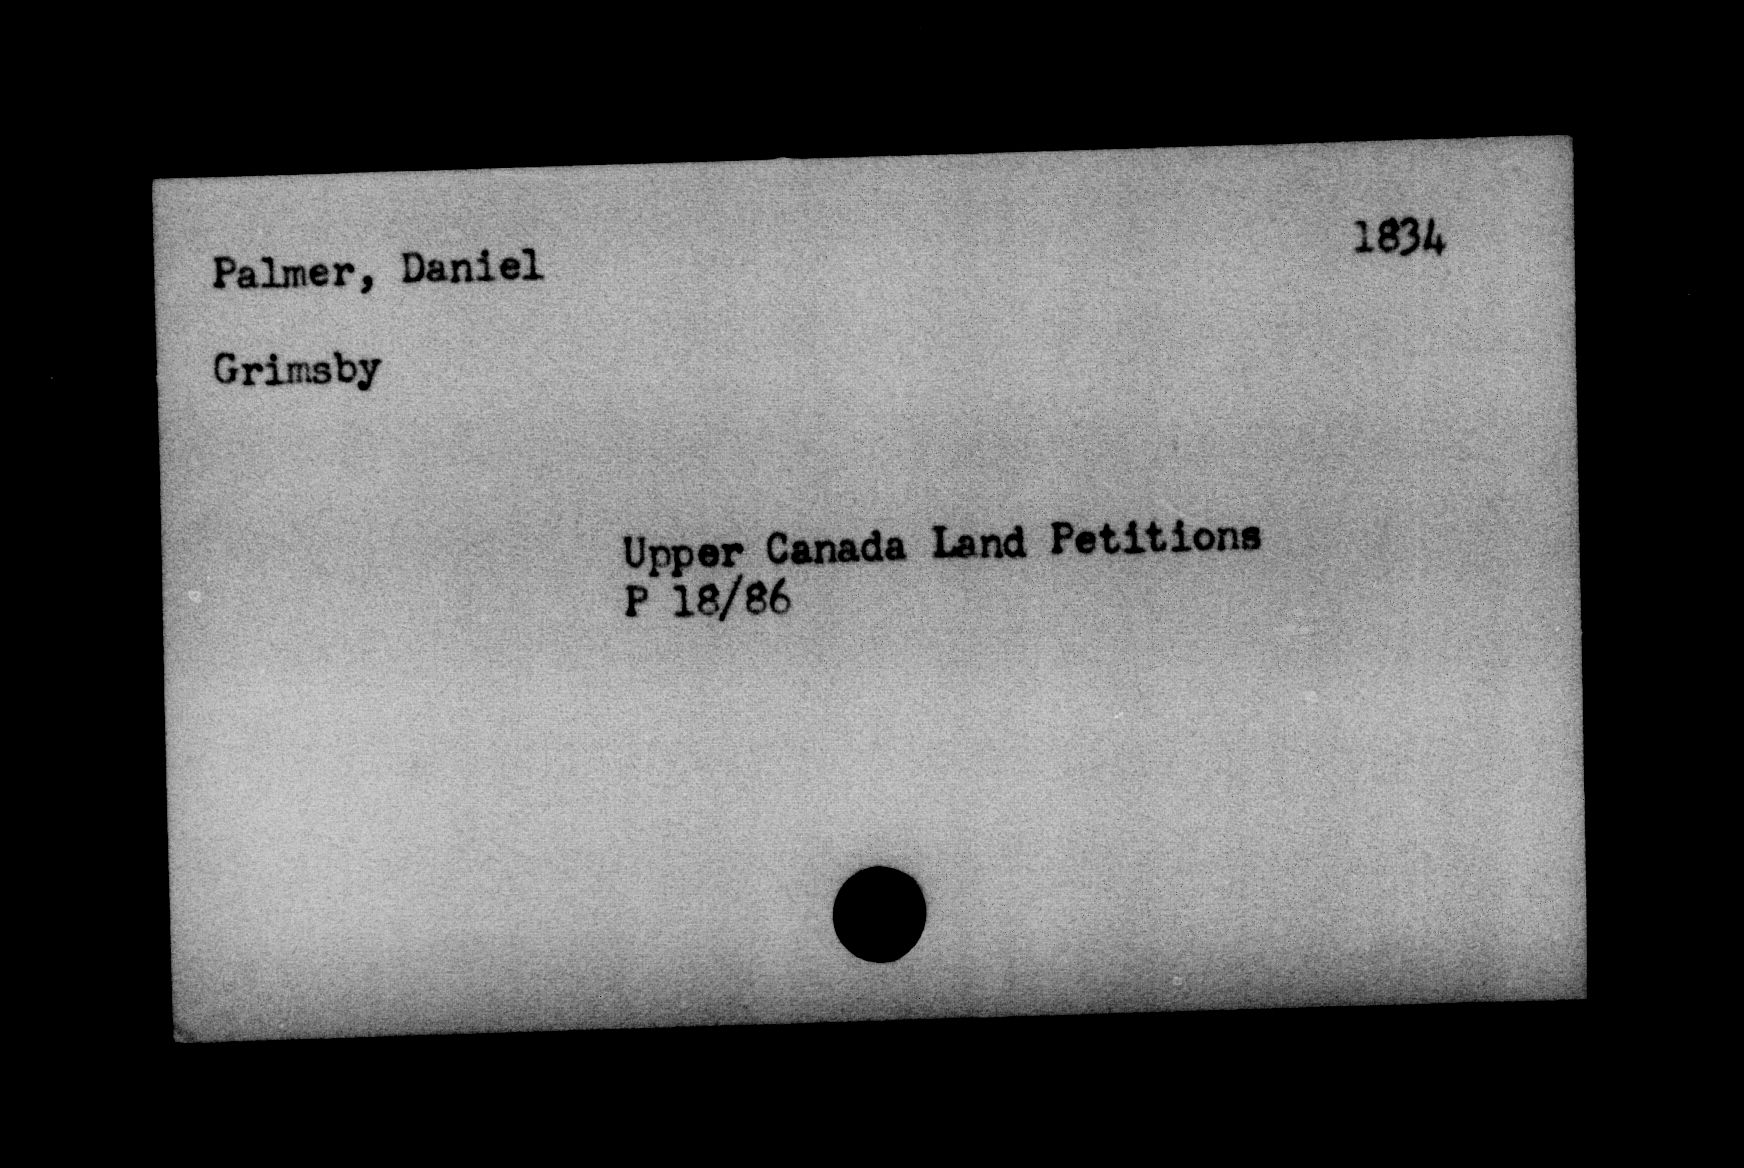 Palmer, Daniel 1834
Grimsby
Upper Canada Land Petitions
P 18/86